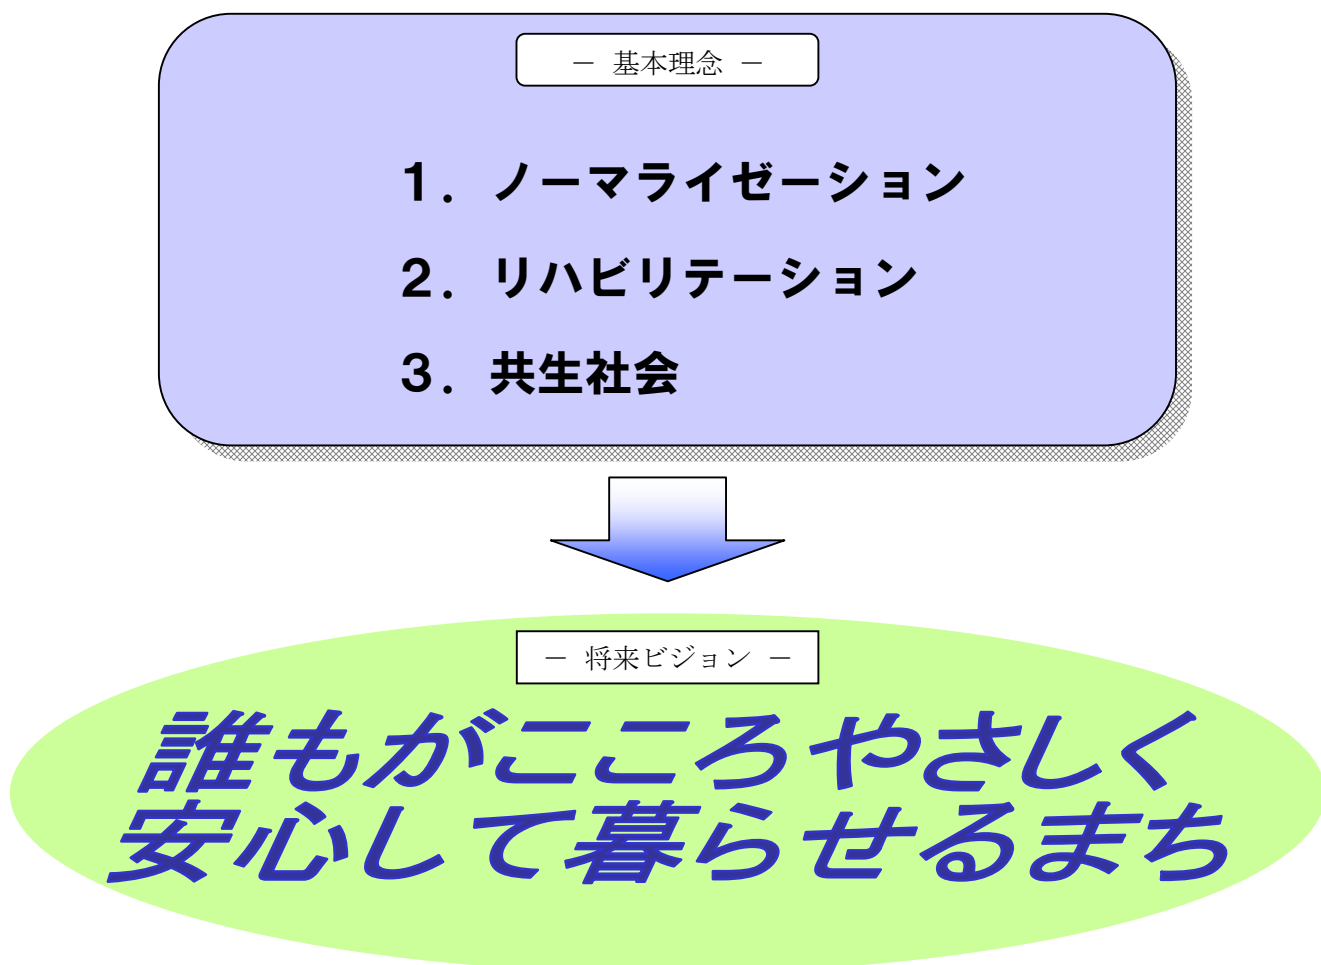 － 基本理念 －
１．ノーマライゼーション
２．リハビリテーション
３．共生社会
－ 将来ビジョン －
誰もがこころやさしく
安心して暮らせるまち